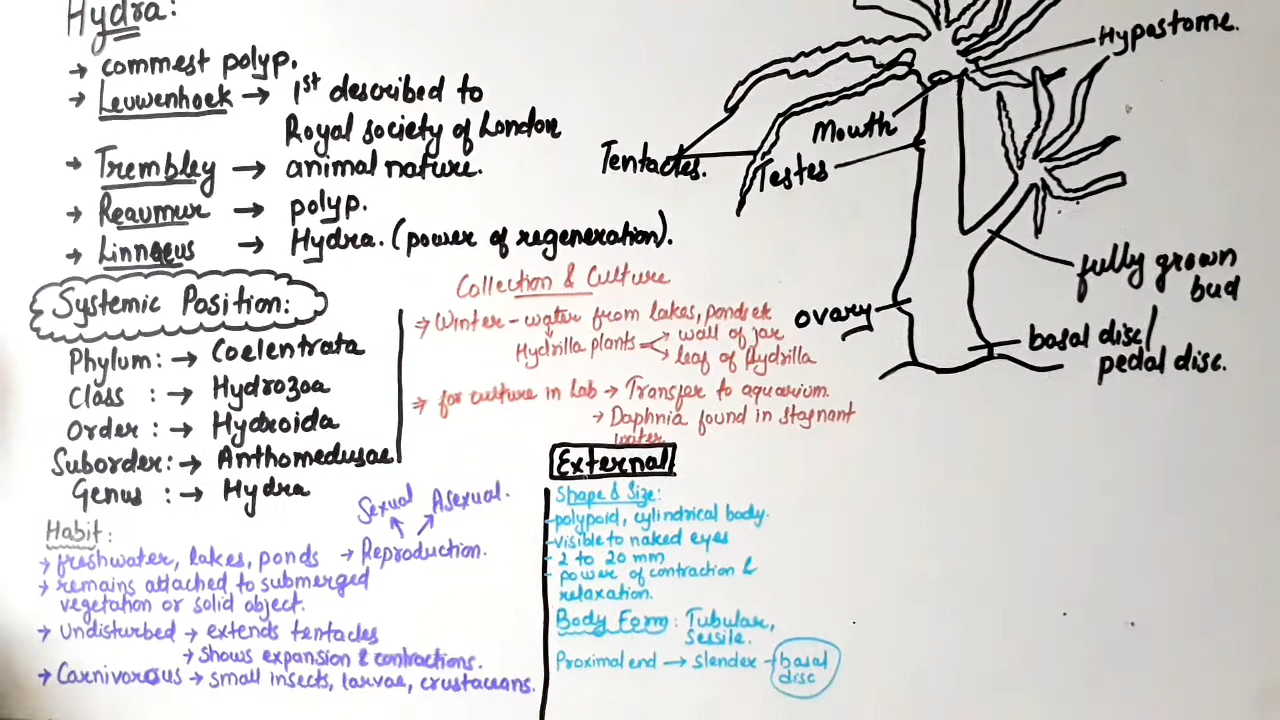 Hydra:
→ commest polyp.
→ Leuwenhoek → 1st described to
Royal society of London
→ Trembley → animal nature.
→ Reaumur → polyp.
→ Linnaeus → Hydra. (power of regeneration).
Systemic Position:
Phylum: → Coelentrata
Class : → Hydrozoa
Order : → Hydroida
Suborder: → Anthomedusae
Genus : → Hydra
Habit:
→ freshwater, lakes, ponds → Reproduction.
Sexual Asexual.
→ remains attached to submerged
vegetation or solid object.
→ Undisturbed → extends tentacles
→ Shows expansion & contractions.
→ Carnivorous → small insects, larvae, crustaceans.
Collection & Culture
⇒ Winter - water from lakes, ponds etc
Hydrilla plants wall of jar
leaf of Hydrilla
⇒ for culture in Lab → Transfer to aquarium.
→ Daphnia found in stagnant
water
External
Shape & Size:
- polypoid, cylindrical body.
- visible to naked eyes
- 2 to 20 mm
- power of contraction &
relaxation.
Body Form: Tubular,
Sessile.
Proximal end → slender → basal
disc
Hypostome.
Mouth
Tentacles.
Testes
fully grown
bud
ovary
basal disc/
pedal disc.